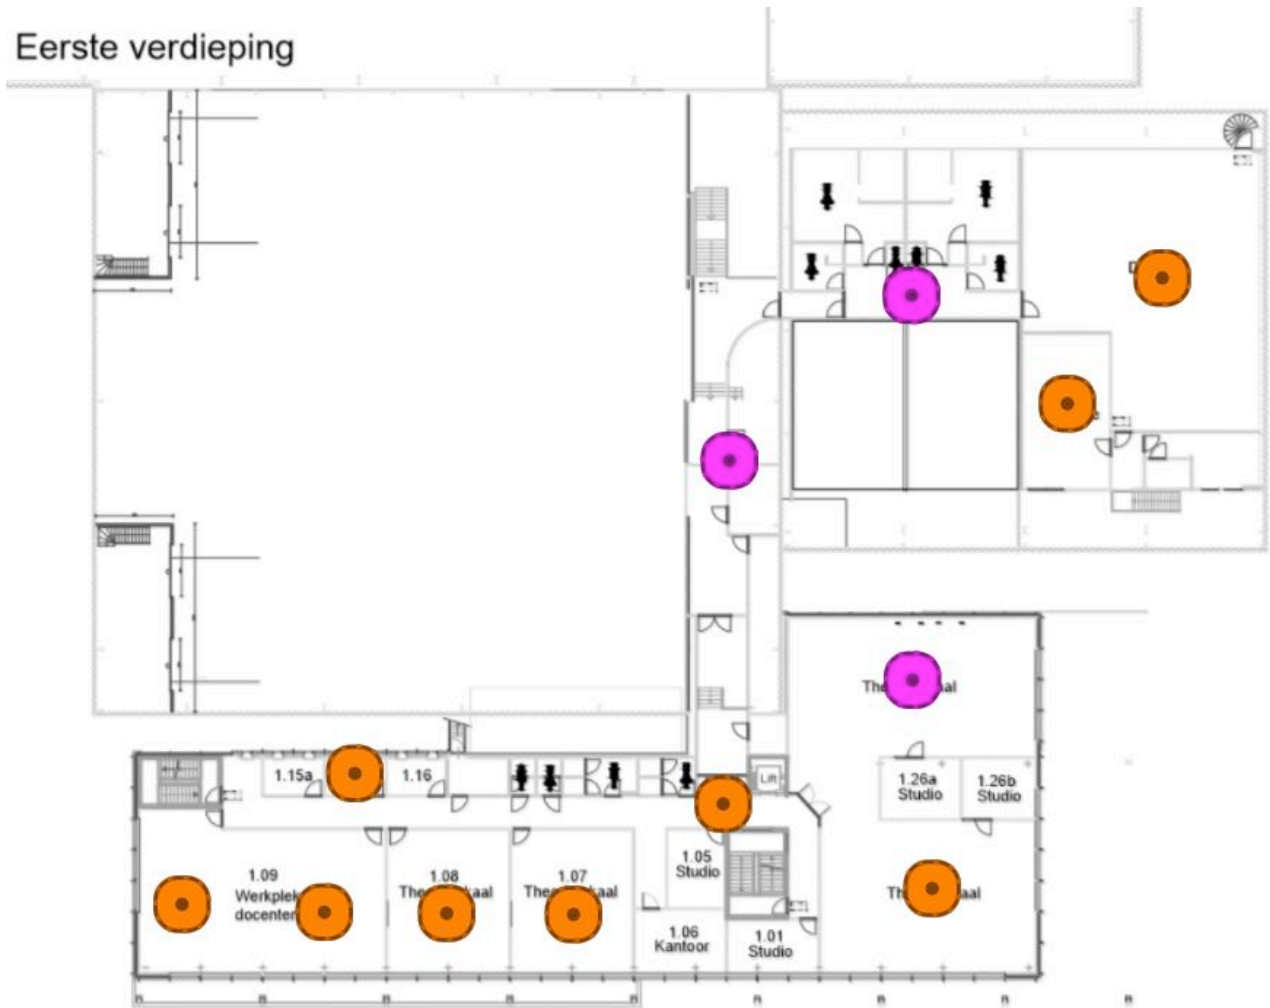 Eerste verdieping
1.15a
1.16
Lift
1.26a
Studio
1.26b
Studio
1.09
Werkplek
docenten
1.08
1.07
1.05
Studio
1.06
Kantoor
1.01
Studio